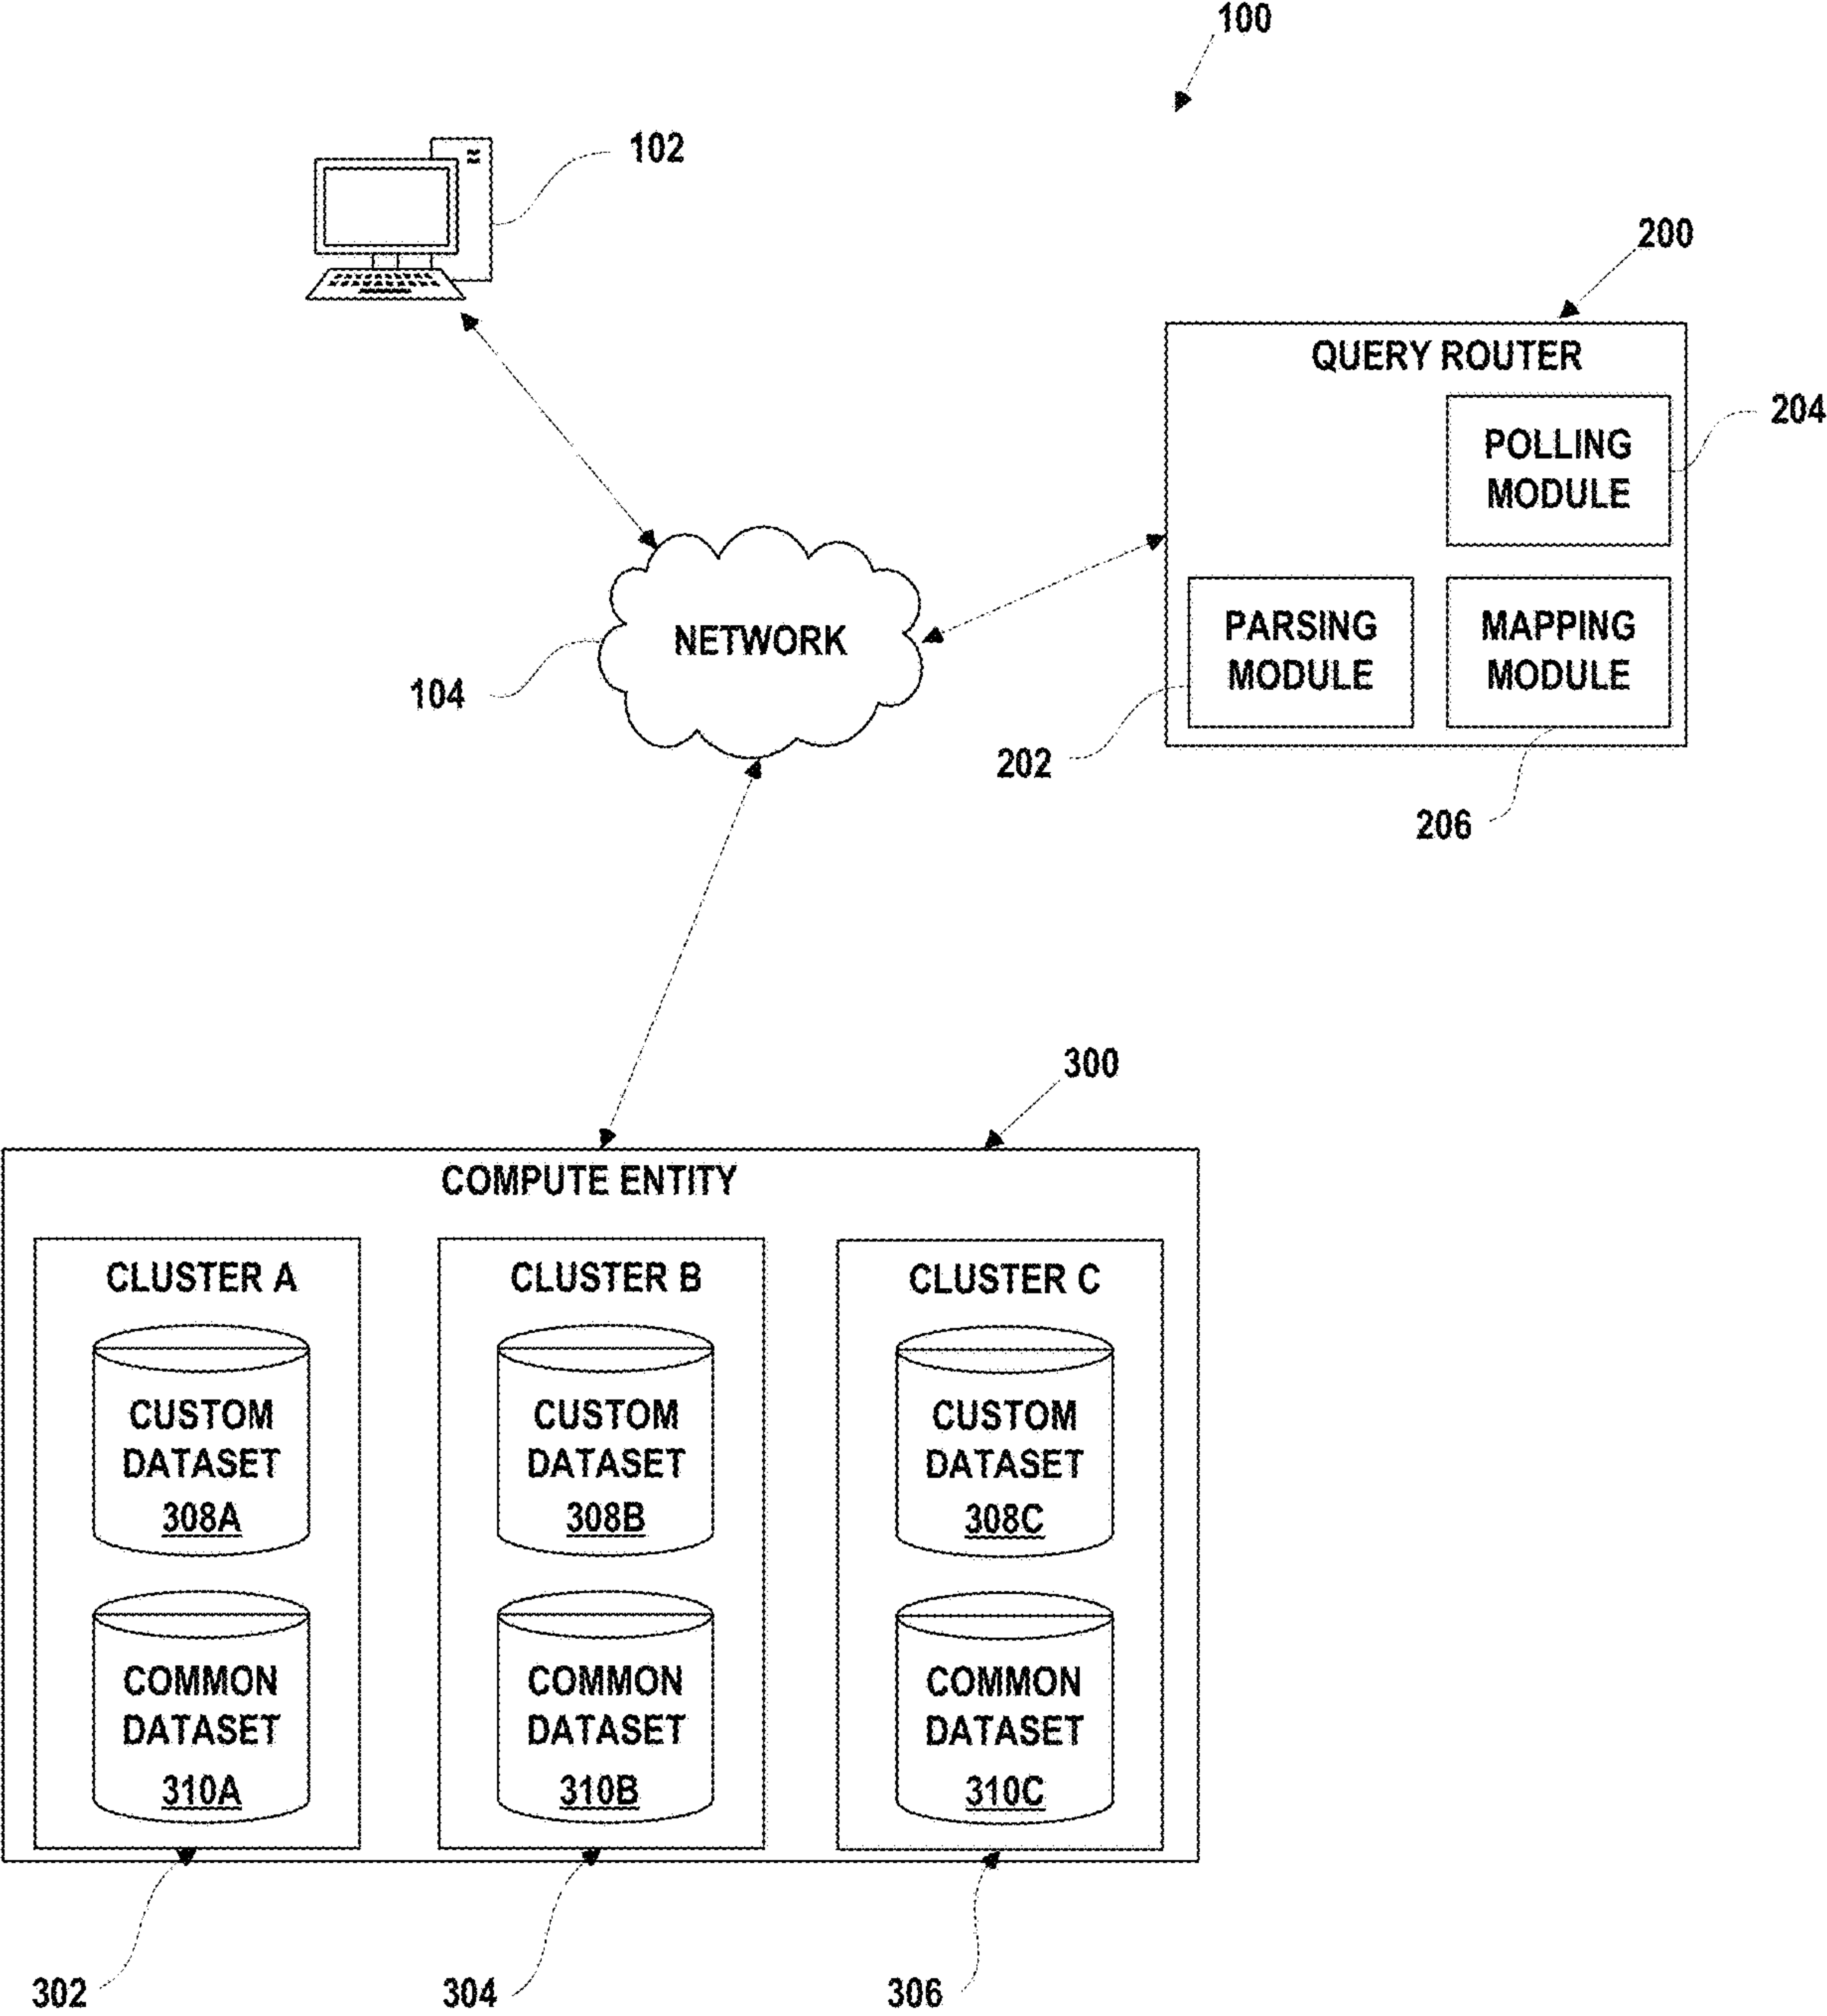 100
102
200
QUERY ROUTER
204
POLLING
MODULE
NETWORK
104
PARSING
MODULE
MAPPING
MODULE
202
206
300
COMPUTE ENTITY
CLUSTER A
CUSTOM
DATASET
308A
COMMON
DATASET
310A
CLUSTER B
CUSTOM
DATASET
308B
COMMON
DATASET
310B
CLUSTER C
CUSTOM
DATASET
308C
COMMON
DATASET
310C
302
304
306